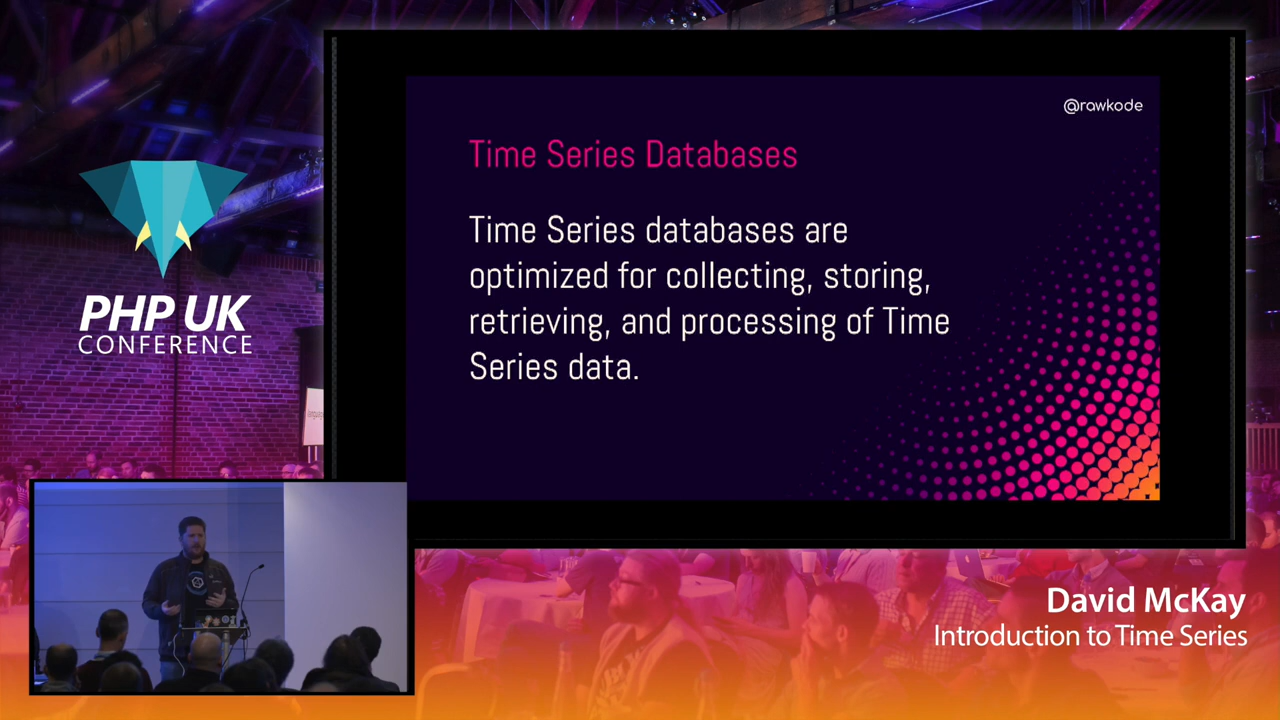 @rawkode
Time Series Databases
Time Series databases are
optimized for collecting, storing,
retrieving, and processing of Time
Series data.
PHP UK
CONFERENCE
David McKay
Introduction to Time Series